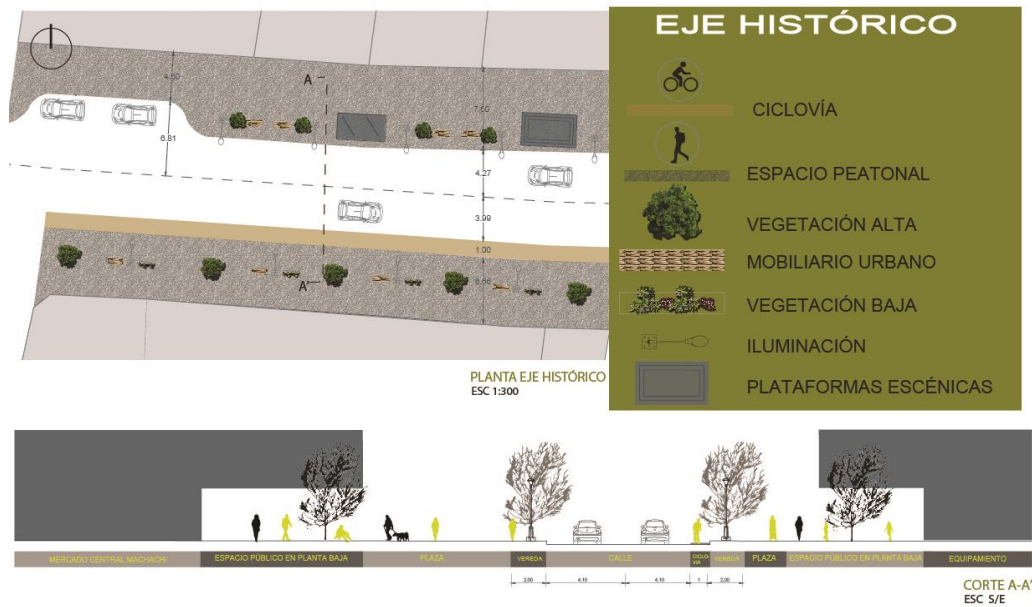 EJE HISTÓRICO
CICLOVÍA
ESPACIO PEATONAL
VEGETACIÓN ALTA
MOBILIARIO URBANO
VEGETACIÓN BAJA
ILUMINACIÓN
PLATAFORMAS ESCÉNICAS
A
4.50
7.60
6.81
4.27
3.99
1.00
A'
6.56
PLANTA EJE HISTÓRICO
ESC 1:300
MERCADO CENTRAL MACHACHI
ESPACIO PÚBLICO EN PLANTA BAJA
PLAZA
VEREDA
CALLE
CICLO-
VÍA
VEREDA
PLAZA
ESPACIO PÚBLICO EN PLANTA BAJA
EQUIPAMIENTO
2,00
4,10
4,10
1
2,00
CORTE A-A'
ESC S/E